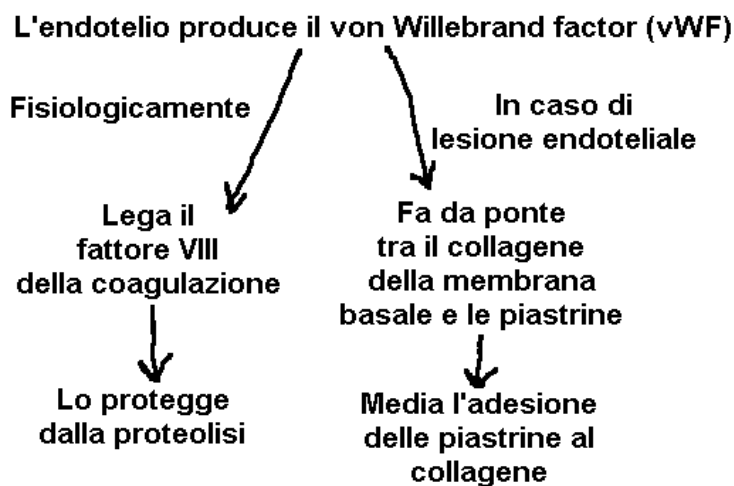 L'endotelio produce il von Willebrand factor (vWF)
Fisiologicamente
In caso di
lesione endoteliale
Lega il
fattore VIII
della coagulazione
Fa da ponte
tra il collagene
della membrana
basale e le piastrine
Lo protegge
dalla proteolisi
Media l'adesione
delle piastrine al
collagene